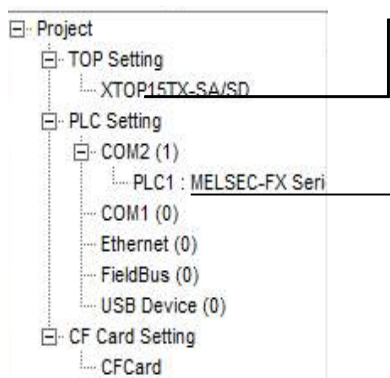 Project
TOP Setting
XTOP15TX-SA/SD
PLC Setting
COM2 (1)
PLC1 : MELSEC-FX Seri
COM1 (0)
Ethernet (0)
FieldBus (0)
USB Device (0)
CF Card Setting
CFCard